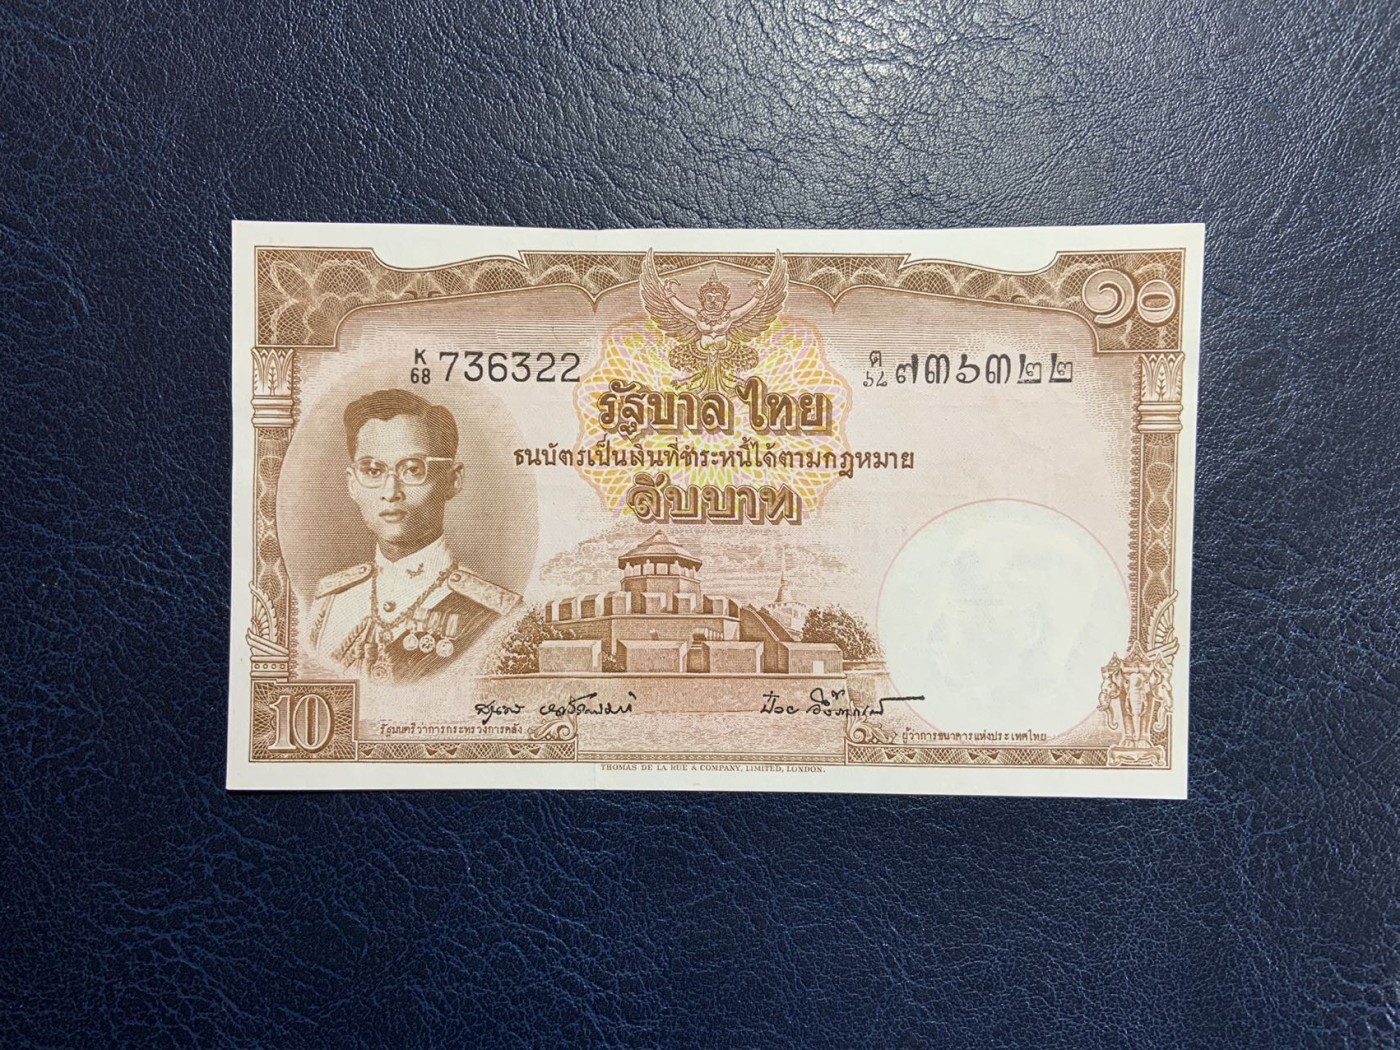 ๑๐
K
68 736322
ต
๖๘ ๗๓๖๓๒๒
รัฐบาลไทย
ธนบัตรเป็นเงินที่ชำระหนี้ได้ตามกฎหมาย
สิบบาท
10
รัฐมนตรีว่าการกระทรวงการคลัง
ผู้ว่าการธนาคารแห่งประเทศไทย
THOMAS DE LA RUE & COMPANY, LIMITED, LONDON.